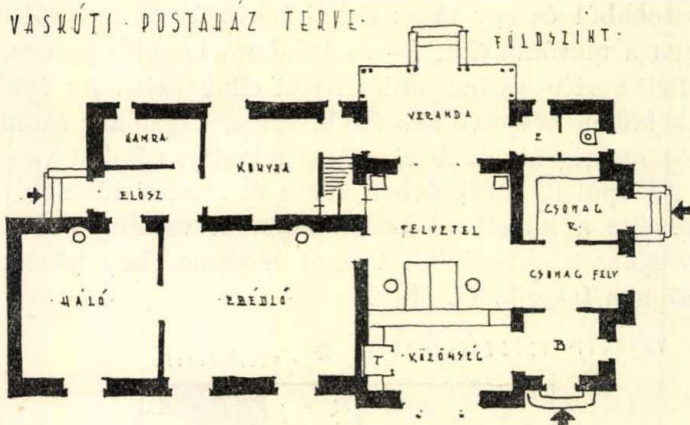 VASKÚTI POSTAHÁZ TERVE.
FÖLDSZINT.
VERANDA
KAMRA
KONYHA
ELŐSZ
HÁLÓ
EBÉDLŐ
FELVÉTEL
CSOMAG
R.
CSOMAG FELV
T
KÖZÖNSÉG
B